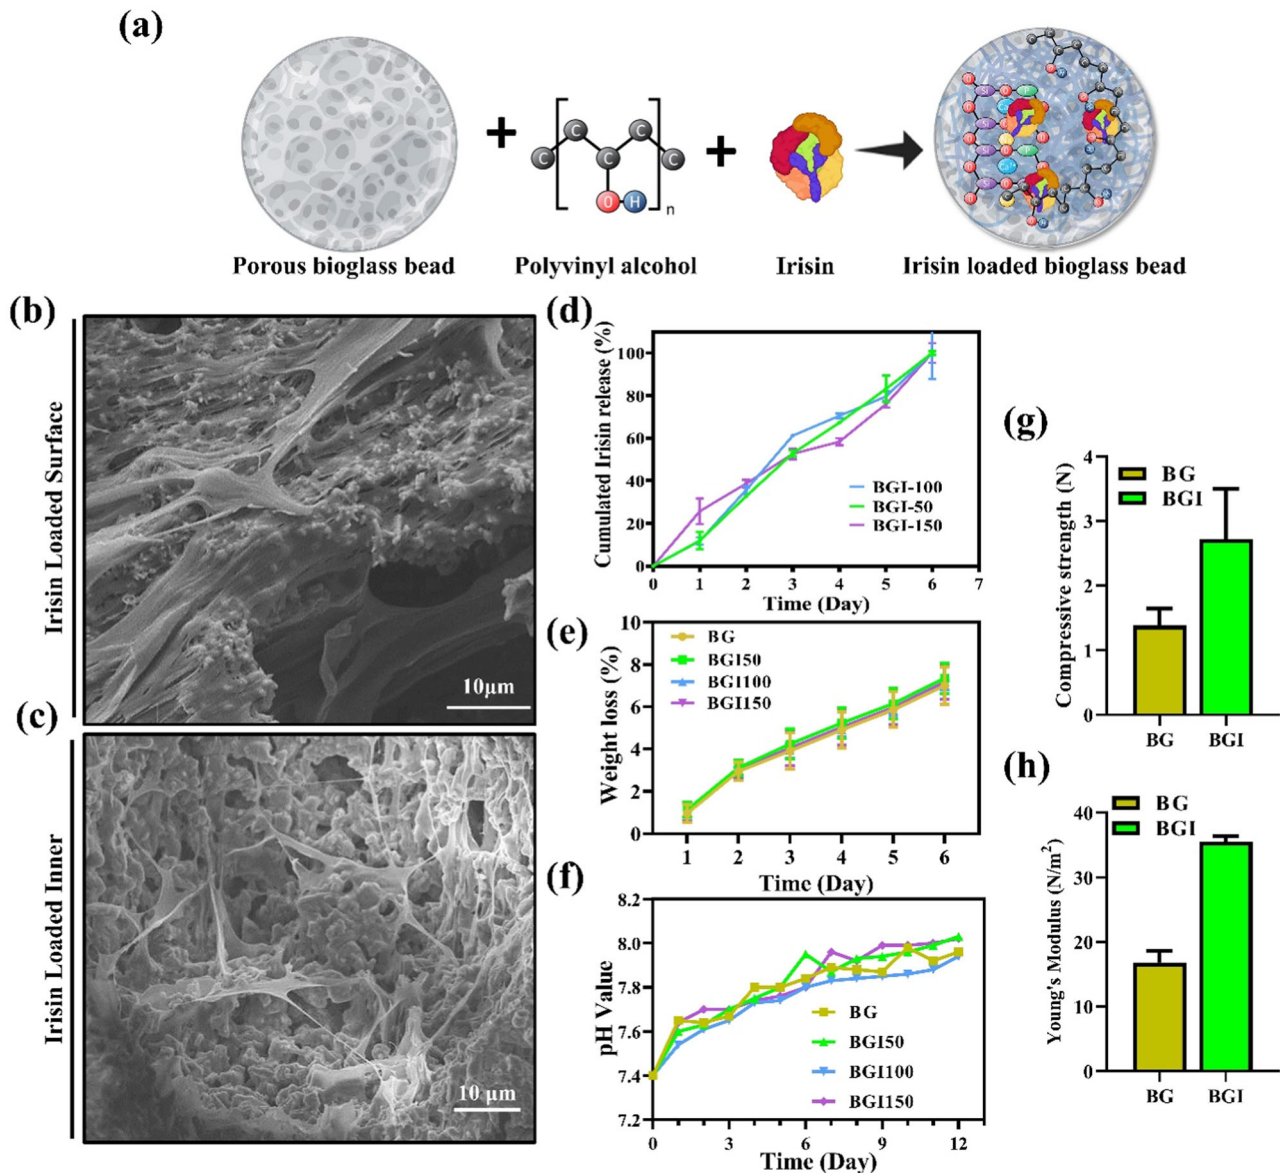 (a)
C
C
C
C
C
O
H
n
Porous bioglass bead
Polyvinyl alcohol
Irisin
Irisin loaded bioglass bead
(b)
Irisin Loaded Surface
10μm
(c)
Irisin Loaded Inner
10 μm
(d)
Cumulated Irisin release (%)
100
80
60
40
20
0
BGI-100
BGI-50
BGI-150
0 1 2 3 4 5 6 7
Time (Day)
(e)
Weight loss (%)
10
8
6
4
2
0
BG
BGI50
BGI100
BGI150
1 2 3 4 5 6
Time (Day)
(f)
pH Value
8.2
8.0
7.8
7.6
7.4
7.2
BG
BGI50
BGI100
BGI150
0 3 6 9 12
Time (Day)
(g)
Compressive strength (N)
4
3
2
1
0
BG
BGI
BG BGI
(h)
Young's Modulus (N/m²)
40
30
20
10
0
BG
BGI
BG BGI